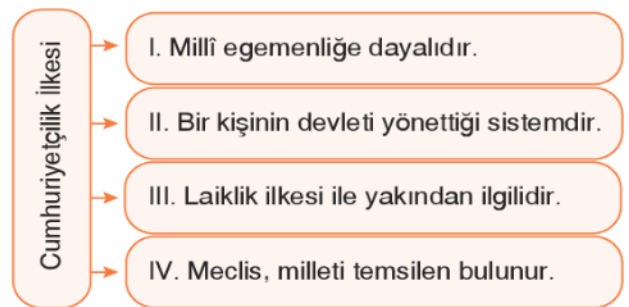 Cumhuriyetçilik İlkesi
I. Millî egemenliğe dayalıdır.
II. Bir kişinin devleti yönettiği sistemdir.
III. Laiklik ilkesi ile yakından ilgilidir.
IV. Meclis, milleti temsilen bulunur.